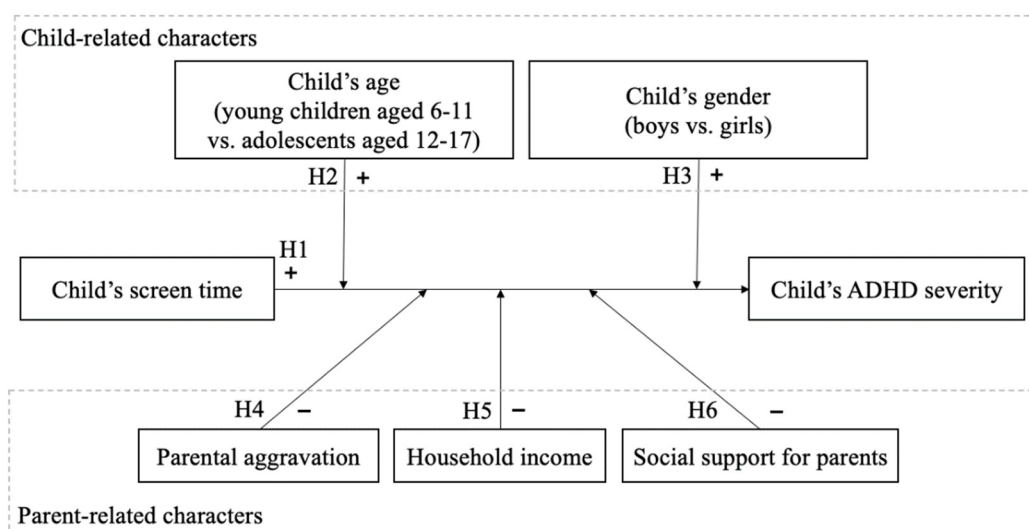 Child-related characters
Child's age
(young children aged 6-11
vs. adolescents aged 12-17)
Child's gender
(boys vs. girls)
H2 +
H3 +
H1
+
Child's screen time
Child's ADHD severity
H4 −
H5 −
H6 −
Parental aggravation
Household income
Social support for parents
Parent-related characters